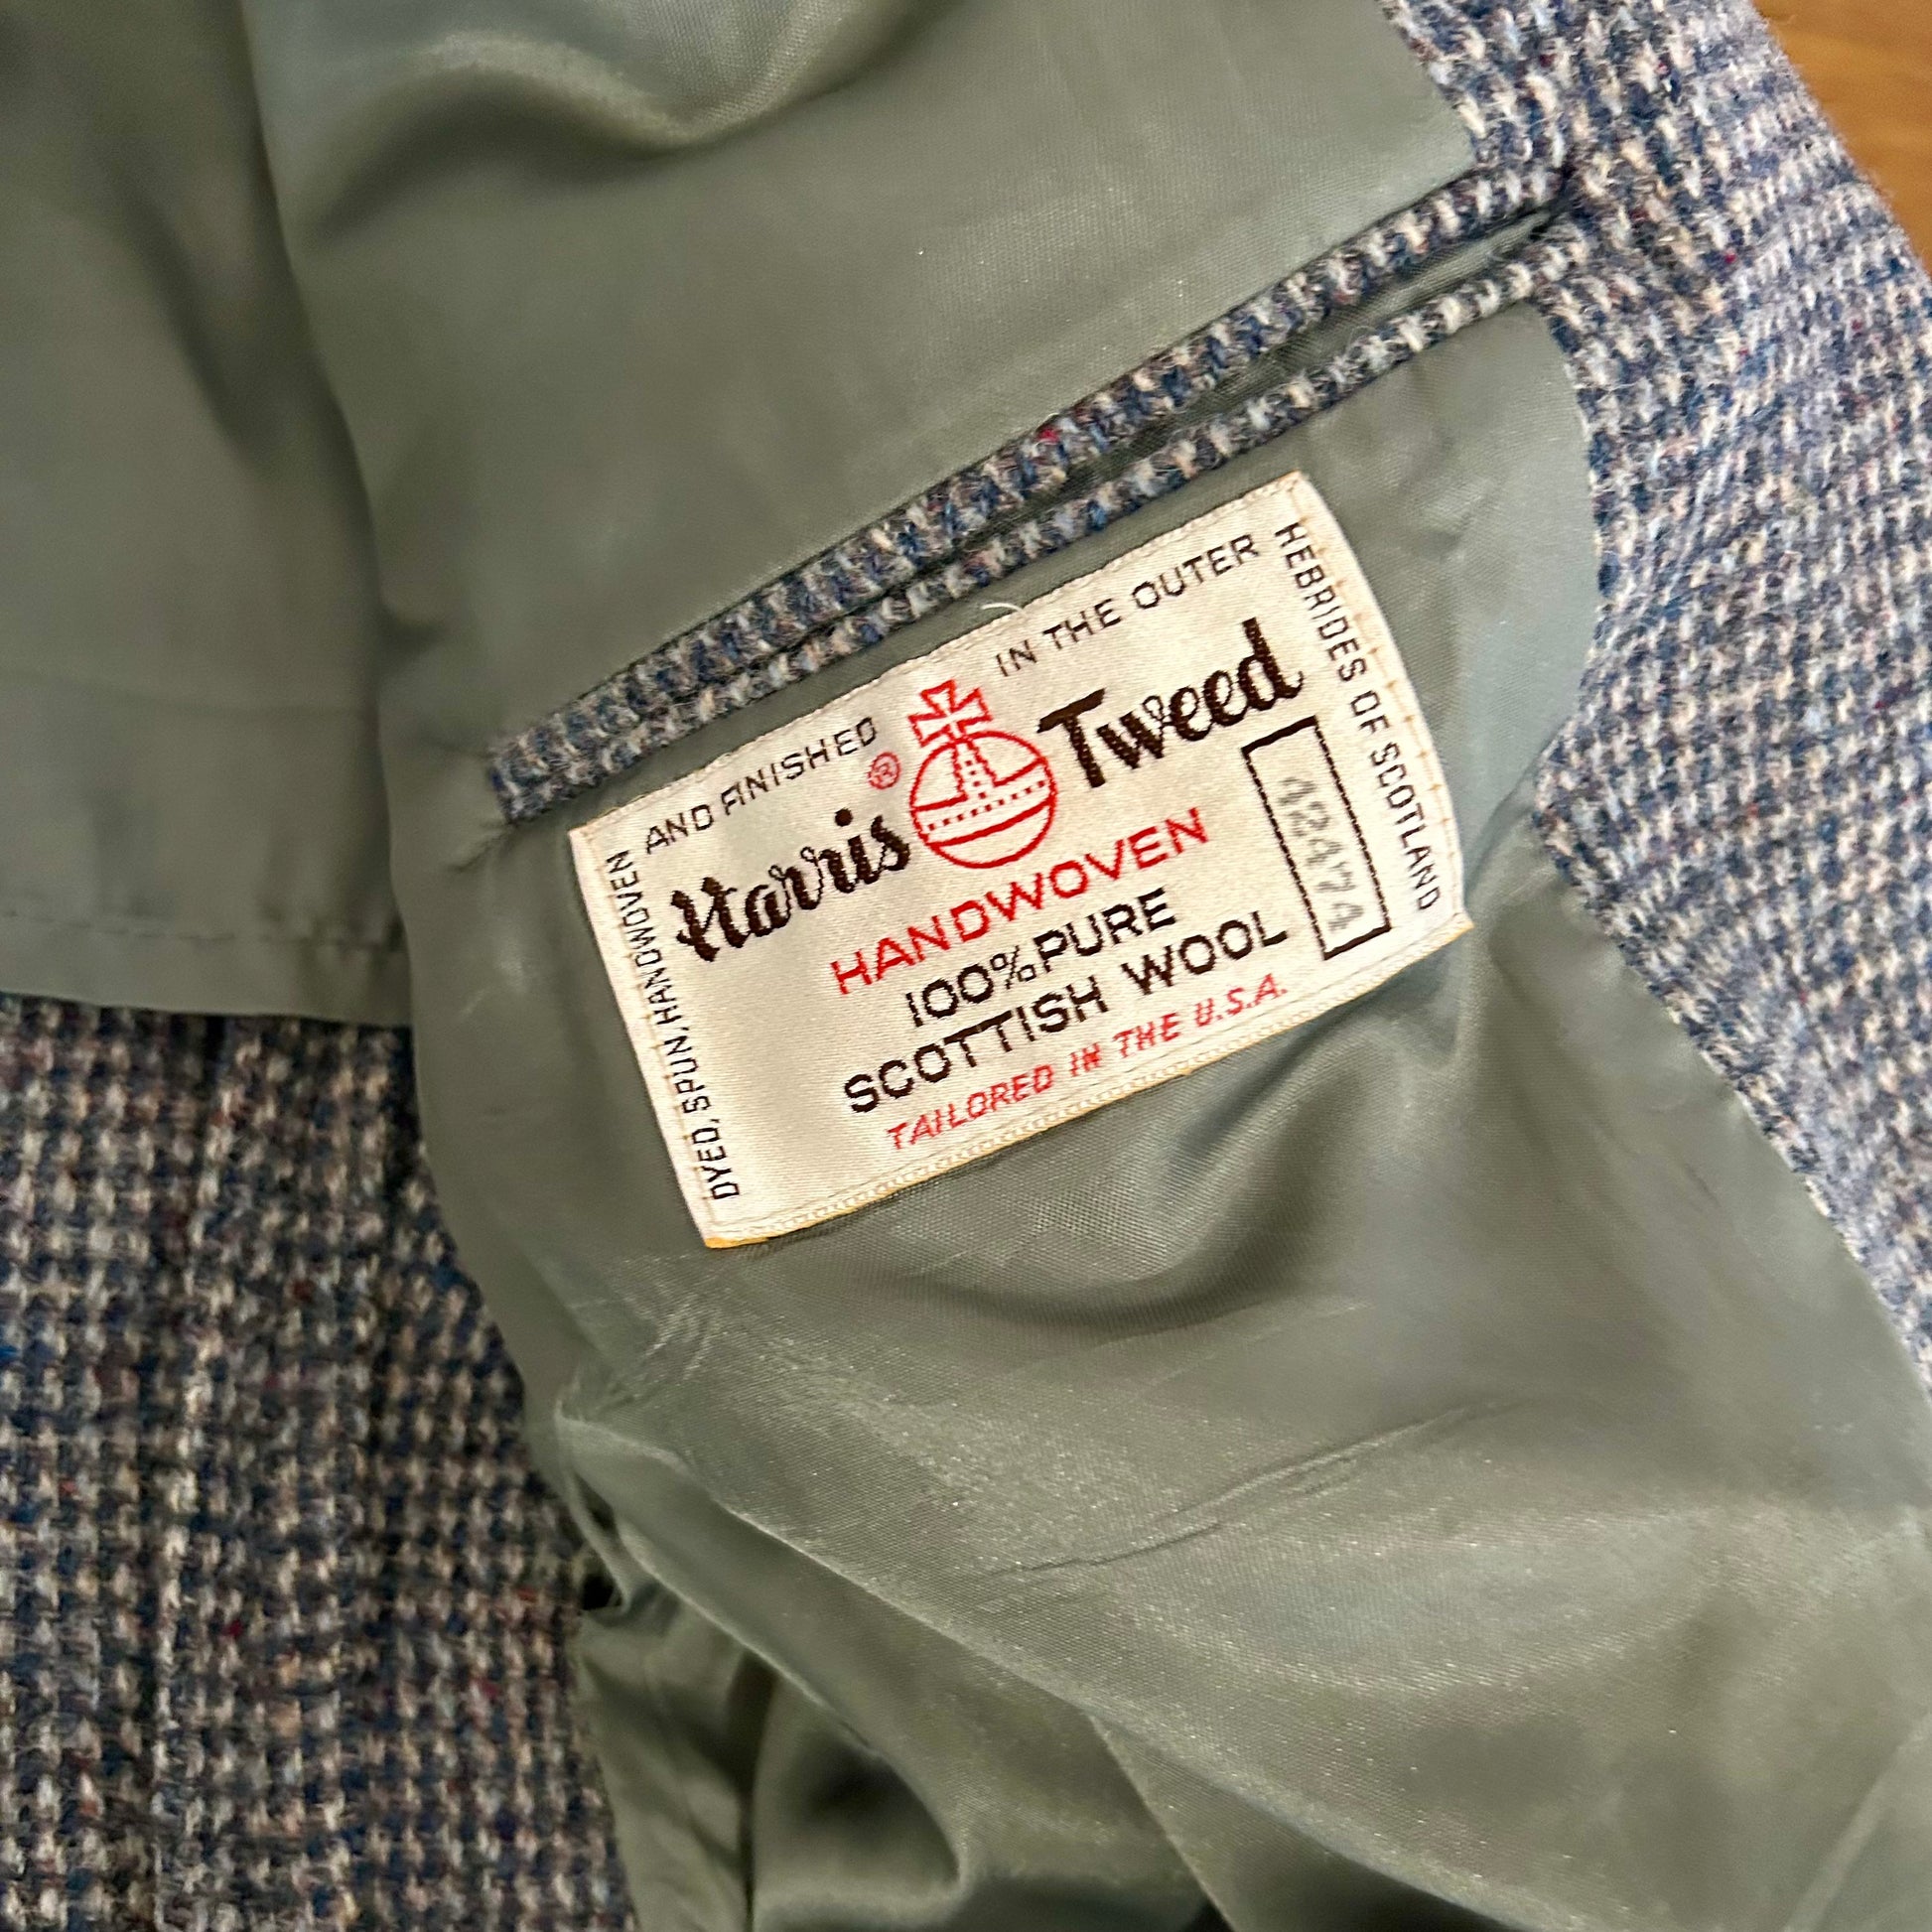 DYED, SPUN, HANDWOVEN
AND FINISHED
IN THE OUTER
HEBRIDES OF SCOTLAND
Harris ® Tweed
HANDWOVEN
100% PURE
SCOTTISH WOOL
TAILORED IN THE U.S.A.
42474